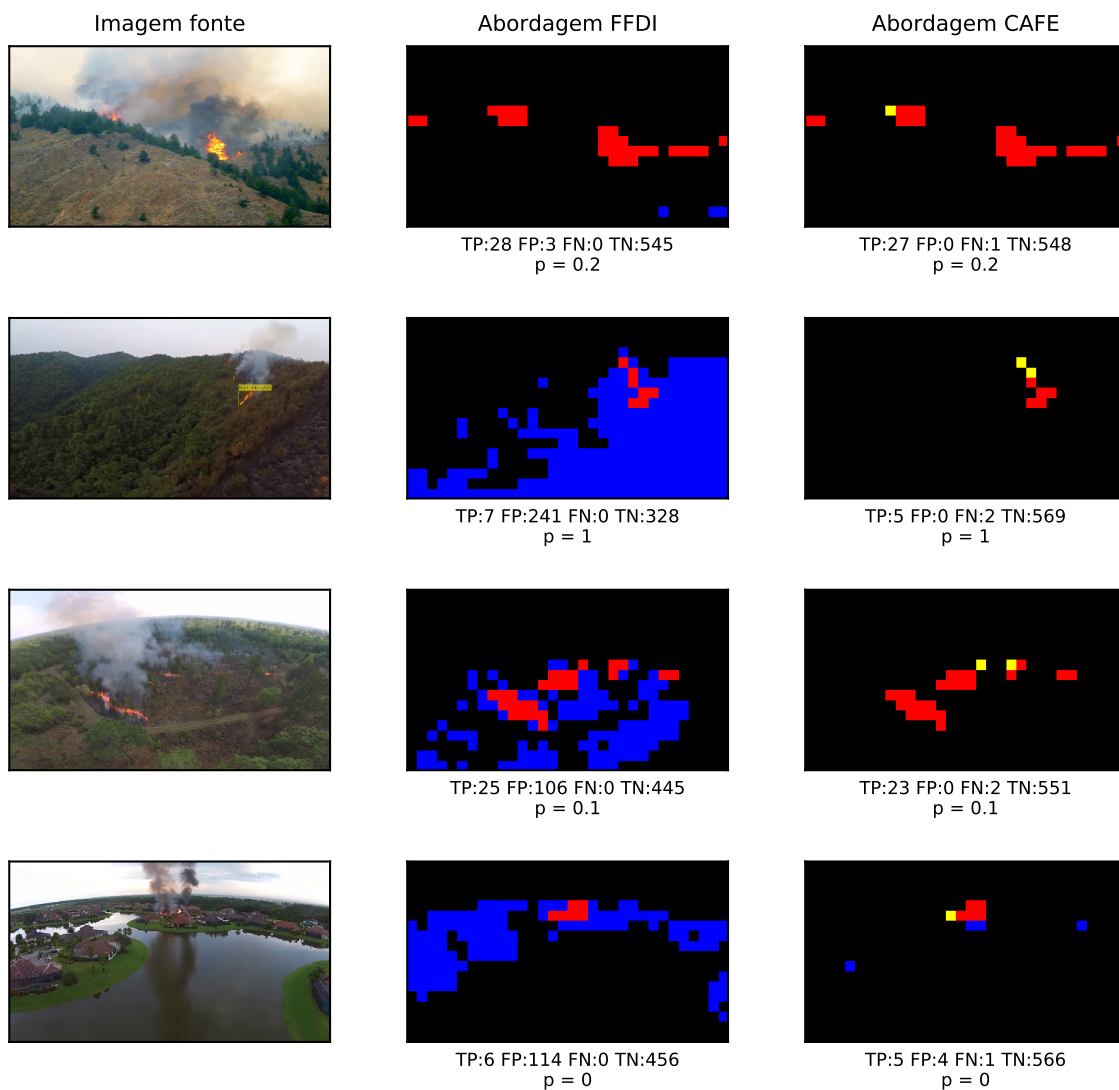 Imagem fonte
Abordagem FFDI
Abordagem CAFE
TP:28 FP:3 FN:0 TN:545
p = 0.2
TP:27 FP:0 FN:1 TN:548
p = 0.2
TP:7 FP:241 FN:0 TN:328
p = 1
TP:5 FP:0 FN:2 TN:569
p = 1
TP:25 FP:106 FN:0 TN:445
p = 0.1
TP:23 FP:0 FN:2 TN:551
p = 0.1
TP:6 FP:114 FN:0 TN:456
p = 0
TP:5 FP:4 FN:1 TN:566
p = 0